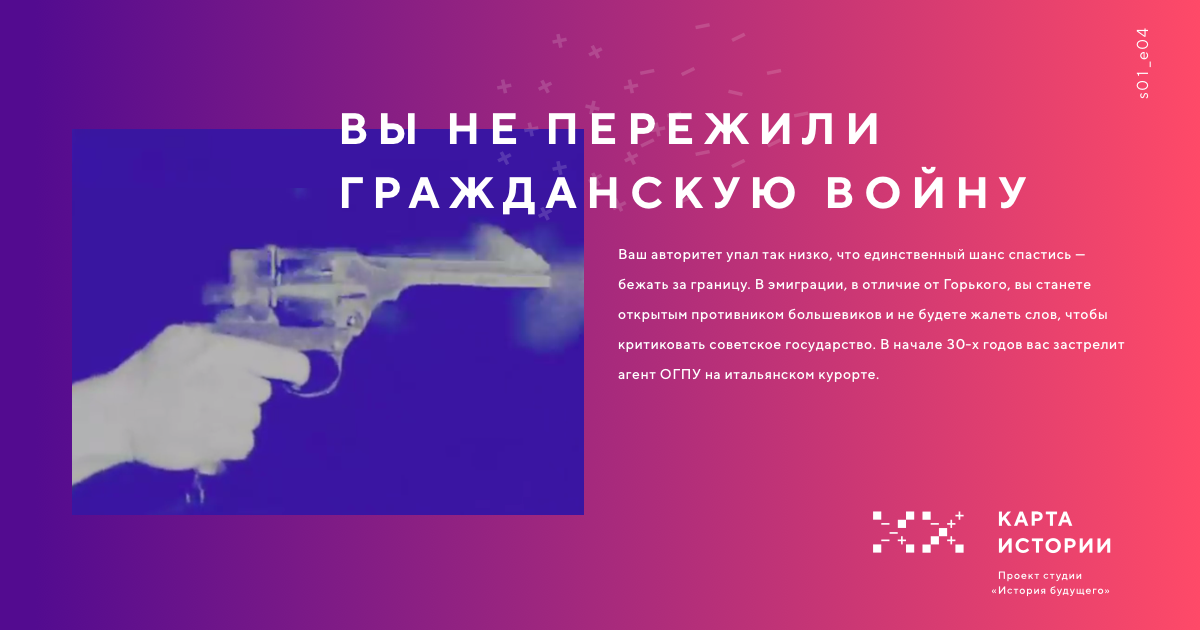 s01_e04
ВЫ НЕ ПЕРЕЖИЛИ
ГРАЖДАНСКУЮ ВОЙНУ
Ваш авторитет упал так низко, что единственный шанс спастись —
бежать за границу. В эмиграции, в отличие от Горького, вы станете
открытым противником большевиков и не будете жалеть слов, чтобы
критиковать советское государство. В начале 30-х годов вас застрелит
агент ОГПУ на итальянском курорте.
КАРТА
ИСТОРИИ
Проект студии
«История будущего»